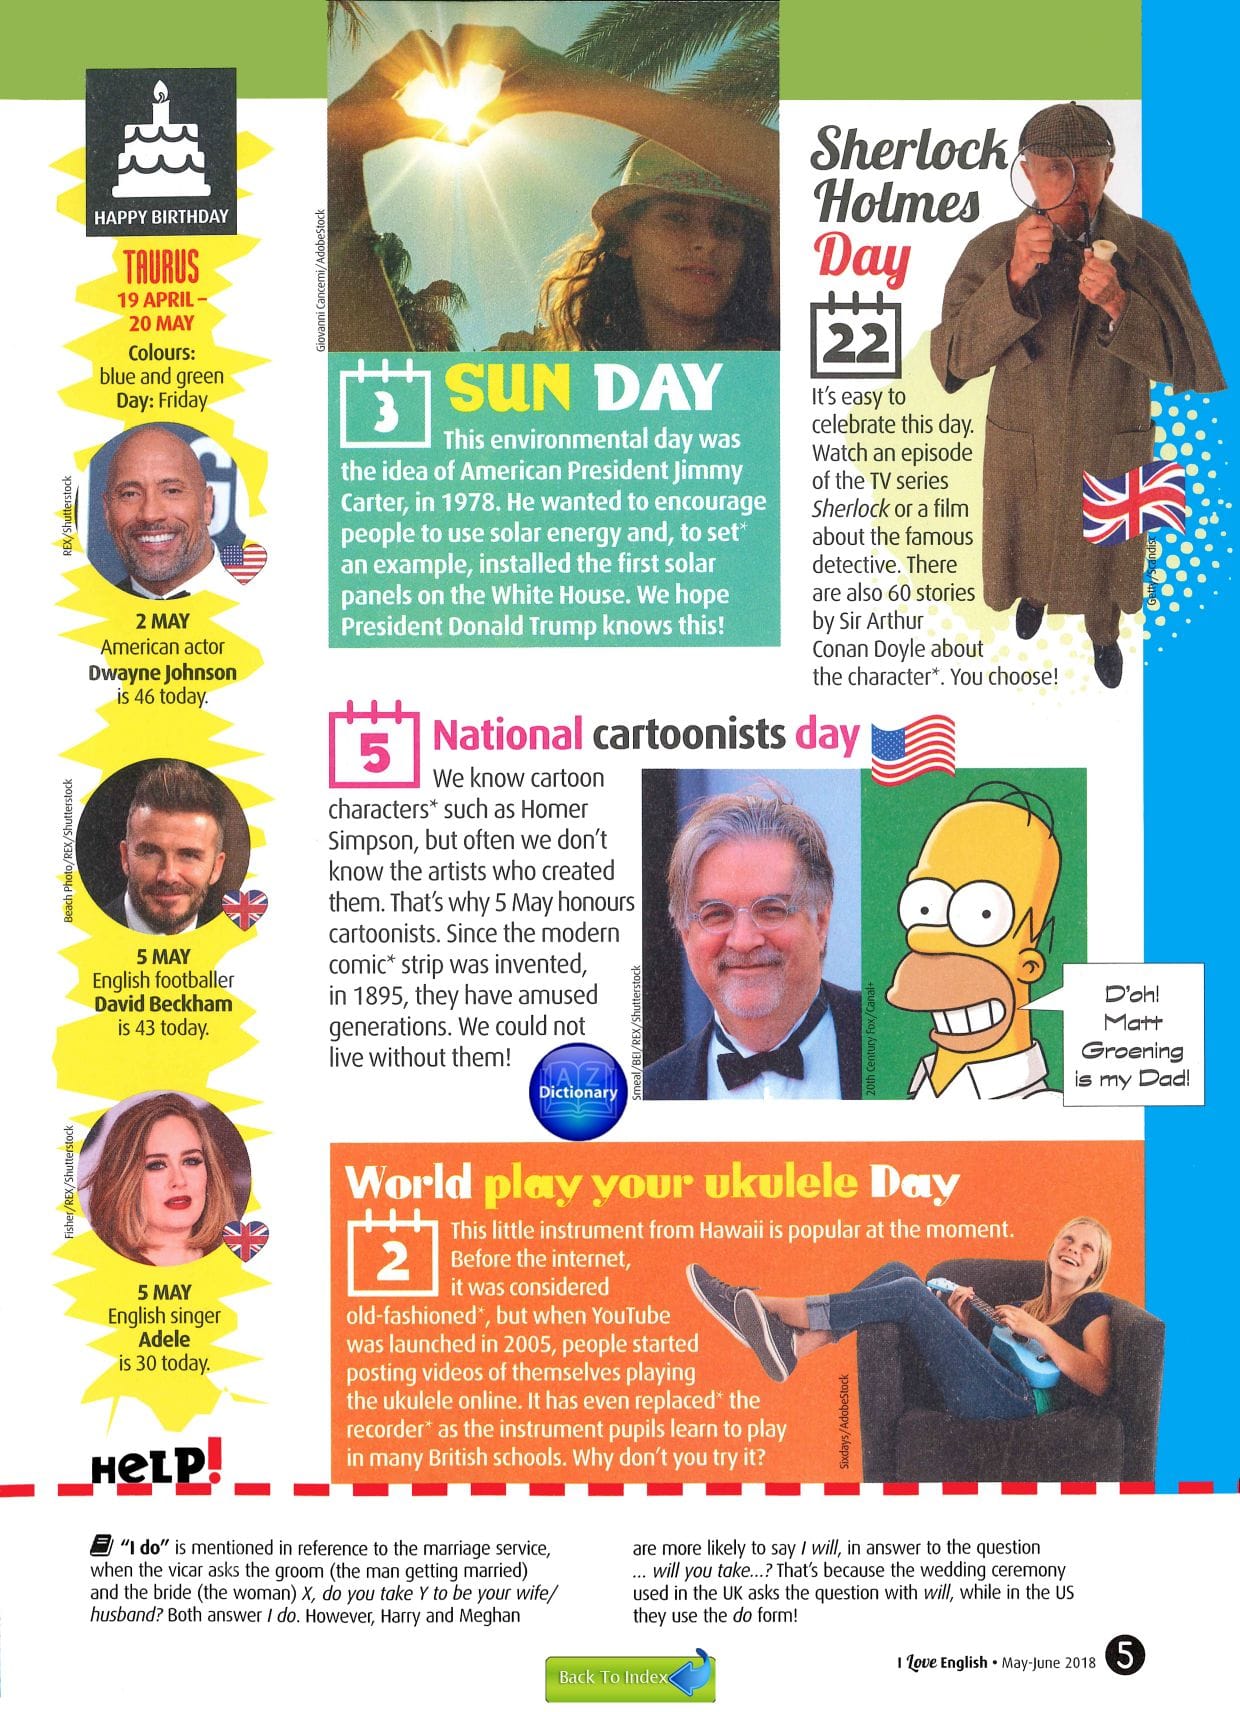 HAPPY BIRTHDAY
TAURUS
19 APRIL –
20 MAY
Colours:
blue and green
Day: Friday
REX/Shutterstock
2 MAY
American actor
Dwayne Johnson
is 46 today.
Beach Photo/REX/Shutterstock
5 MAY
English footballer
David Beckham
is 43 today.
Fisher/REX/Shutterstock
5 MAY
English singer
Adele
is 30 today.
Giovanni Cancemi/AdobeStock
3
SUN DAY
This environmental day was
the idea of American President Jimmy
Carter, in 1978. He wanted to encourage
people to use solar energy and, to set*
an example, installed the first solar
panels on the White House. We hope
President Donald Trump knows this!
Sherlock
Holmes
Day
22
It's easy to
celebrate this day.
Watch an episode
of the TV series
Sherlock or a film
about the famous
detective. There
are also 60 stories
by Sir Arthur
Conan Doyle about
the character*. You choose!
Getty/Scandist
5
National cartoonists day
We know cartoon
characters* such as Homer
Simpson, but often we don't
know the artists who created
them. That's why 5 May honours
cartoonists. Since the modern
comic* strip was invented,
in 1895, they have amused
generations. We could not
live without them!
A Z
Dictionary
Smeal/BEI/REX/Shutterstock
20th Century Fox/Canal+
D'oh!
Matt
Groening
is my Dad!
World play your ukulele Day
2
This little instrument from Hawaii is popular at the moment.
Before the internet,
it was considered
old-fashioned*, but when YouTube
was launched in 2005, people started
posting videos of themselves playing
the ukulele online. It has even replaced* the
recorder* as the instrument pupils learn to play
in many British schools. Why don't you try it?
Sixdays/AdobeStock
HELP!
"I do" is mentioned in reference to the marriage service,
when the vicar asks the groom (the man getting married)
and the bride (the woman) X, do you take Y to be your wife/
husband? Both answer I do. However, Harry and Meghan
are more likely to say I will, in answer to the question
... will you take...? That's because the wedding ceremony
used in the UK asks the question with will, while in the US
they use the do form!
Back To Index
I Love English • May-June 2018 5